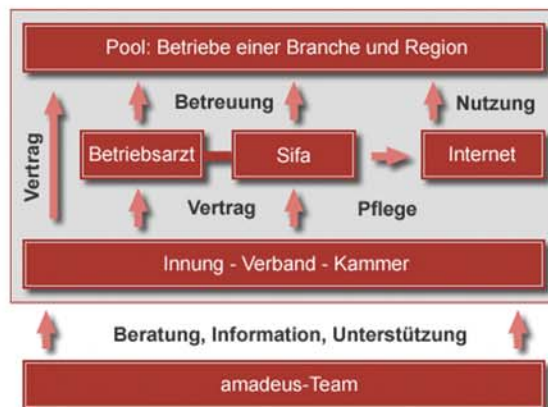 Pool: Betriebe einer Branche und Region
Betreuung
Nutzung
Vertrag
Betriebsarzt
Sifa
Internet
Vertrag
Pflege
Innung - Verband - Kammer
Beratung, Information, Unterstützung
amadeus-Team